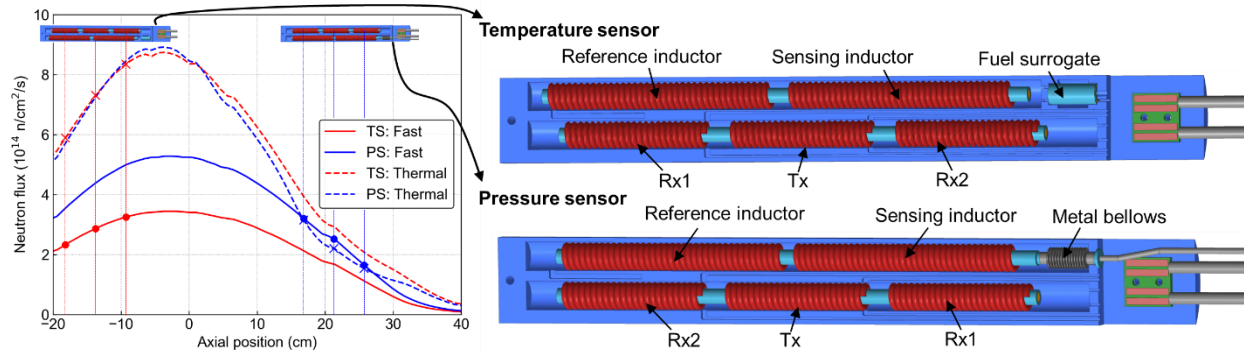 Neutron flux (10¹⁴ n/cm²/s)
10
8
6
4
2
0
−20
−10
0
10
20
30
40
Axial position (cm)
TS: Fast
PS: Fast
TS: Thermal
PS: Thermal
Temperature sensor
Reference inductor
Sensing inductor
Fuel surrogate
Rx1
Tx
Rx2
Pressure sensor
Reference inductor
Sensing inductor
Metal bellows
Rx2
Tx
Rx1